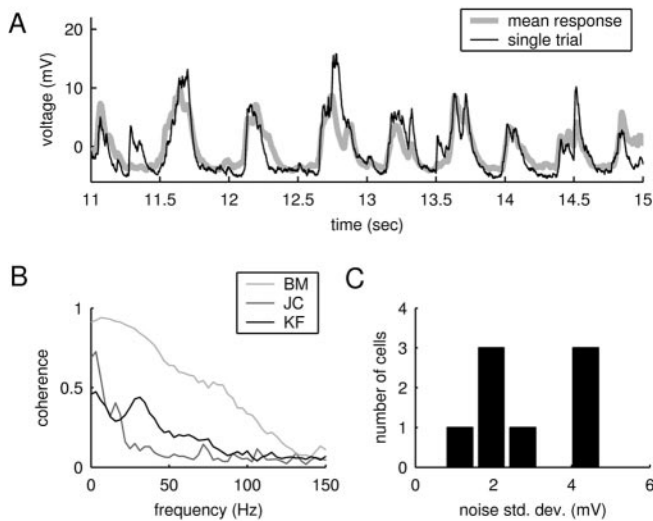 A
mean response
single trial
voltage (mV)
20
10
0
11 11.5 12 12.5 13 13.5 14 14.5 15
time (sec)
B
BM
JC
KF
coherence
1
0.5
0
0 50 100 150
frequency (Hz)
C
number of cells
4
3
2
1
0
0 2 4 6
noise std. dev. (mV)